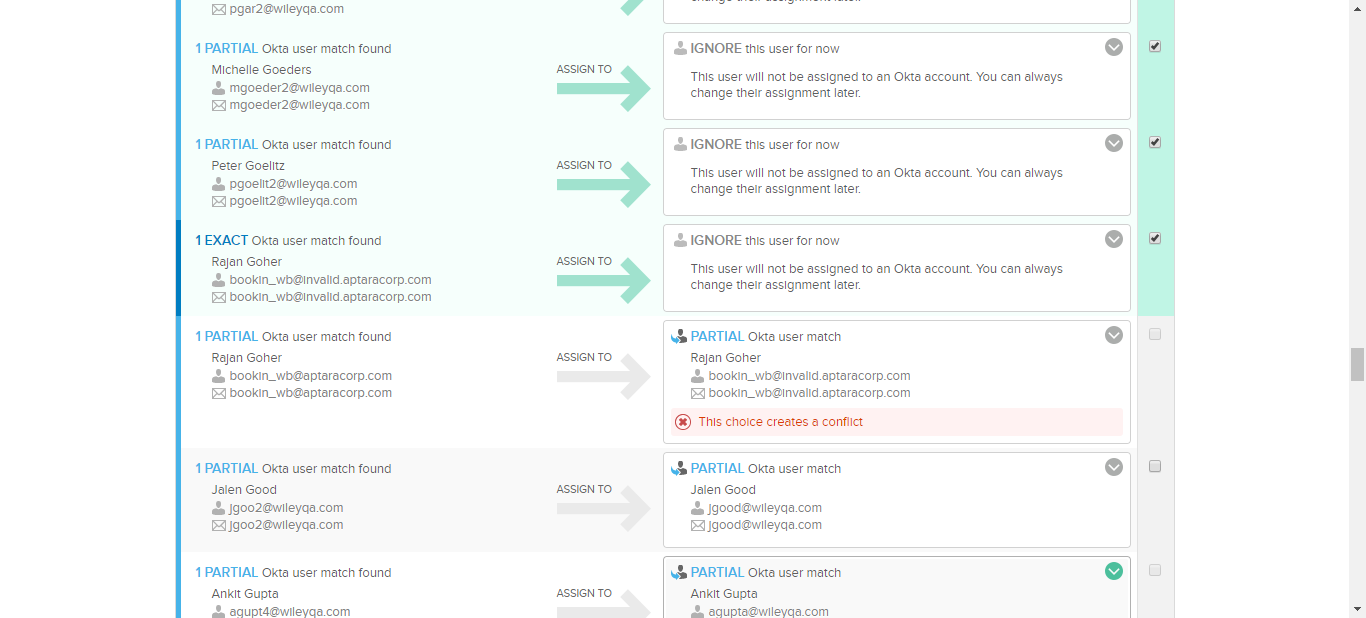 pgar2@wileyqa.com
1 PARTIAL Okta user match found
Michelle Goeders
mgoeder2@wileyqa.com
mgoeder2@wileyqa.com
ASSIGN TO
IGNORE this user for now
This user will not be assigned to an Okta account. You can always
change their assignment later.
1 PARTIAL Okta user match found
Peter Goelitz
pgoelit2@wileyqa.com
pgoelit2@wileyqa.com
ASSIGN TO
IGNORE this user for now
This user will not be assigned to an Okta account. You can always
change their assignment later.
1 EXACT Okta user match found
Rajan Goher
bookin_wb@invalid.aptaracorp.com
bookin_wb@invalid.aptaracorp.com
ASSIGN TO
IGNORE this user for now
This user will not be assigned to an Okta account. You can always
change their assignment later.
1 PARTIAL Okta user match found
Rajan Goher
bookin_wb@aptaracorp.com
bookin_wb@aptaracorp.com
ASSIGN TO
PARTIAL Okta user match
Rajan Goher
bookin_wb@invalid.aptaracorp.com
bookin_wb@invalid.aptaracorp.com
This choice creates a conflict
1 PARTIAL Okta user match found
Jalen Good
jgoo2@wileyqa.com
jgoo2@wileyqa.com
ASSIGN TO
PARTIAL Okta user match
Jalen Good
jgood@wileyqa.com
jgood@wileyqa.com
1 PARTIAL Okta user match found
Ankit Gupta
agupt4@wileyqa.com
ASSIGN TO
PARTIAL Okta user match
Ankit Gupta
agupta@wileyqa.com